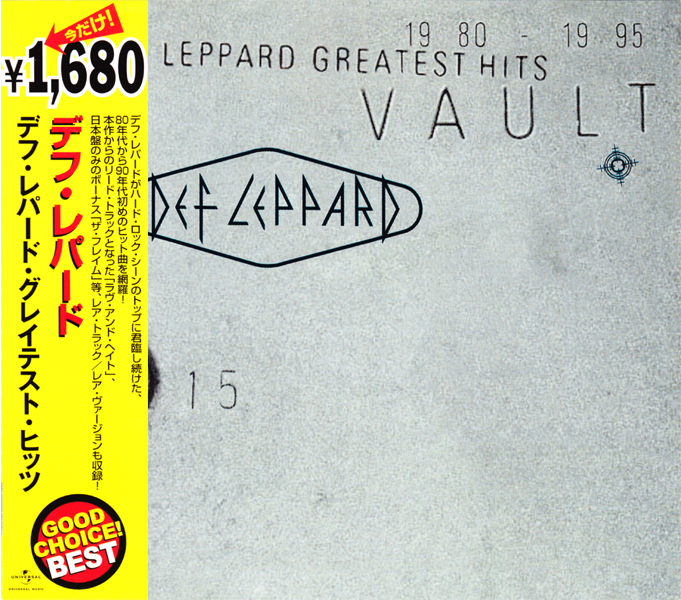 今だけ!
¥1,680
デフ・レパード
デフ・レパード・グレイテスト・ヒッツ
デフ・レパードがハード・ロック・シーンのトップに君臨し続けた、
80年代から90年代初めのヒット曲を網羅!
本作からのリード・トラックとなった「ラヴ・アンド・ヘイト」、
日本盤のみのボーナス「ザ・フレイム」等、レア・トラック/レア・ヴァージョンも収録!
GOOD
CHOICE!
BEST
UNIVERSAL
UNIVERSAL MUSIC
19 80 - 19 95
LEPPARD GREATEST HITS
VAULT
DEF LEPPARD
15